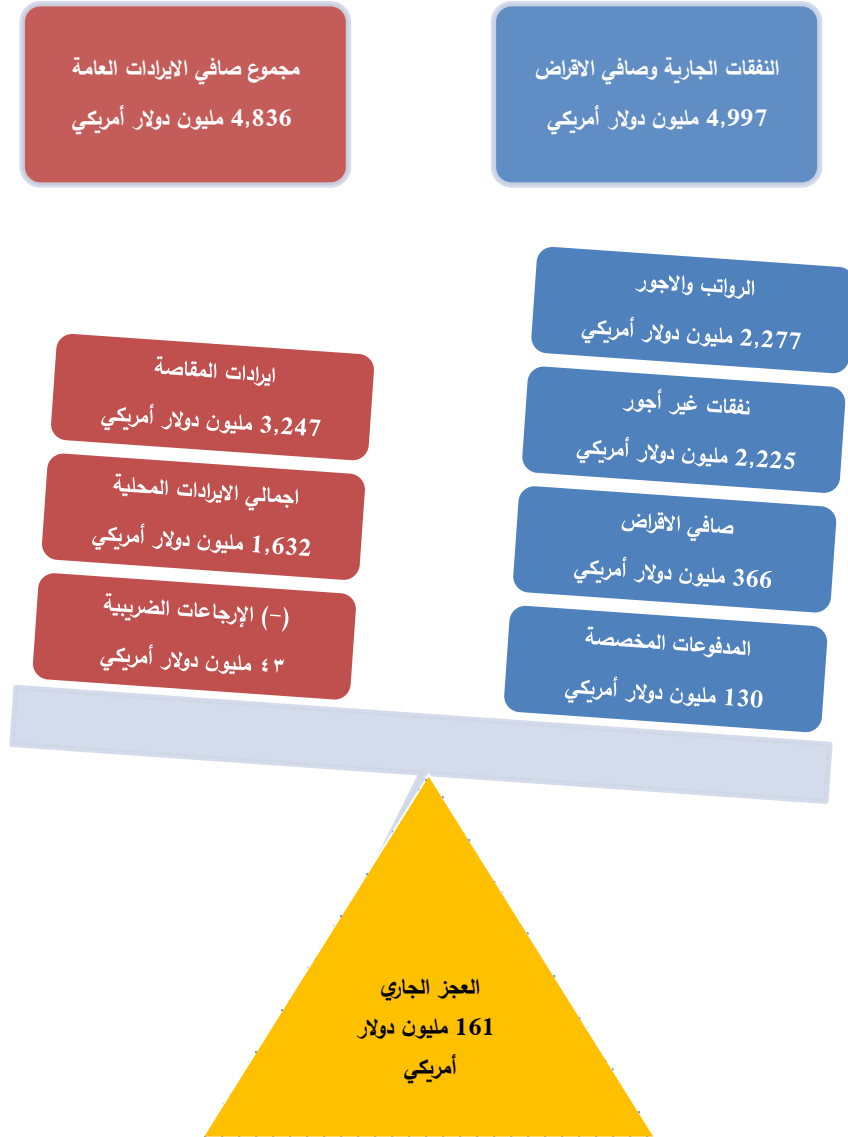 النفقات الجارية وصافي الاقراض
4,997 مليون دولار أمريكي
مجموع صافي الايرادات العامة
4,836 مليون دولار أمريكي
الرواتب والاجور
2,277 مليون دولار أمريكي
نفقات غير أجور
2,225 مليون دولار أمريكي
صافي الاقراض
366 مليون دولار أمريكي
المدفوعات المخصصة
130 مليون دولار أمريكي
ايرادات المقاصة
3,247 مليون دولار أمريكي
اجمالي الايرادات المحلية
1,632 مليون دولار أمريكي
(-) الإرجاعات الضريبية
٤٣ مليون دولار أمريكي
العجز الجاري
161 مليون دولار
أمريكي